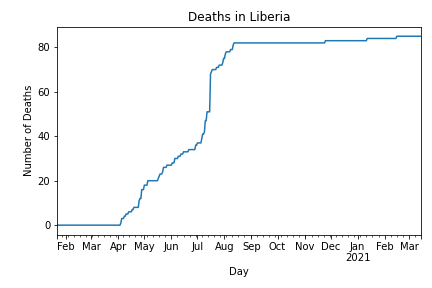 Deaths in Liberia
80
60
40
20
0
Number of Deaths
Feb Mar Apr May Jun Jul Aug Sep Oct Nov Dec Jan Feb Mar
2021
Day